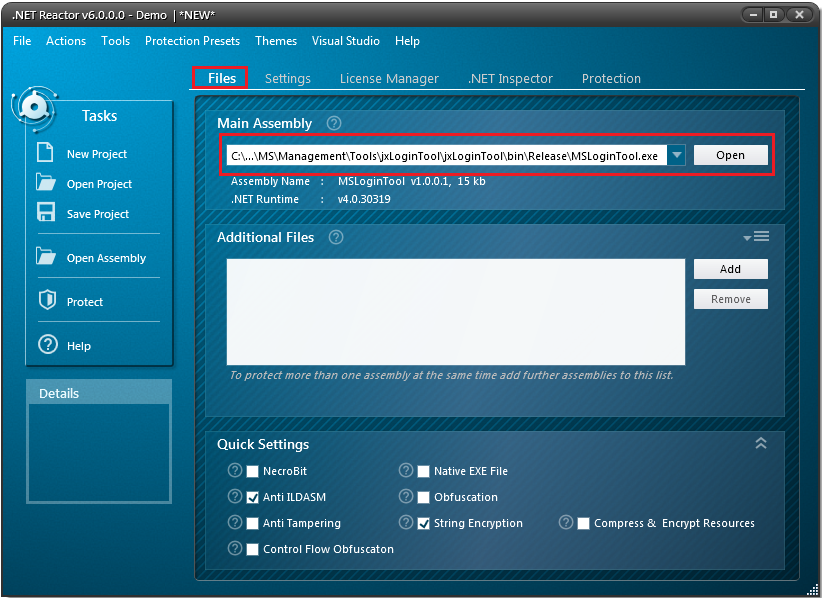 .NET Reactor v6.0.0.0 - Demo | *NEW*
File Actions Tools Protection Presets Themes Visual Studio Help
Files Settings License Manager .NET Inspector Protection
Tasks
New Project
Open Project
Save Project
Open Assembly
Protect
Help
Details
Main Assembly ?
C:\...\MS\Management\Tools\jxLoginTool\jxLoginTool\bin\Release\MSLoginTool.exe Open
Assembly Name : MSLoginTool v1.0.0.1, 15 kb
.NET Runtime : v4.0.30319
Additional Files ?
Add
Remove
To protect more than one assembly at the same time add further assemblies to this list.
Quick Settings
? NecroBit ? Native EXE File
? Anti ILDASM ? Obfuscation
? Anti Tampering ? String Encryption ? Compress & Encrypt Resources
? Control Flow Obfuscaton